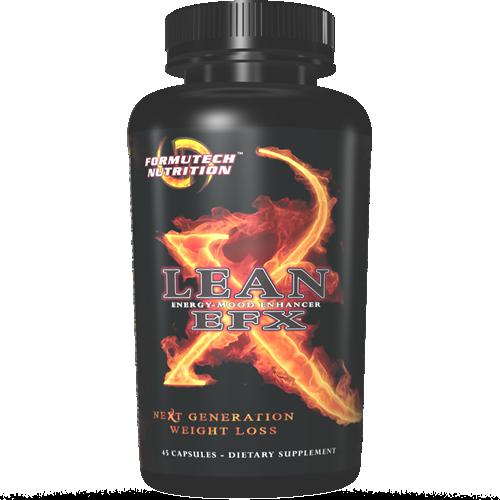 FORMUTECH™
NUTRITION
LEAN
ENERGY-MOOD ENHANCER
EFX
NEXT GENERATION
WEIGHT LOSS
45 CAPSULES - DIETARY SUPPLEMENT